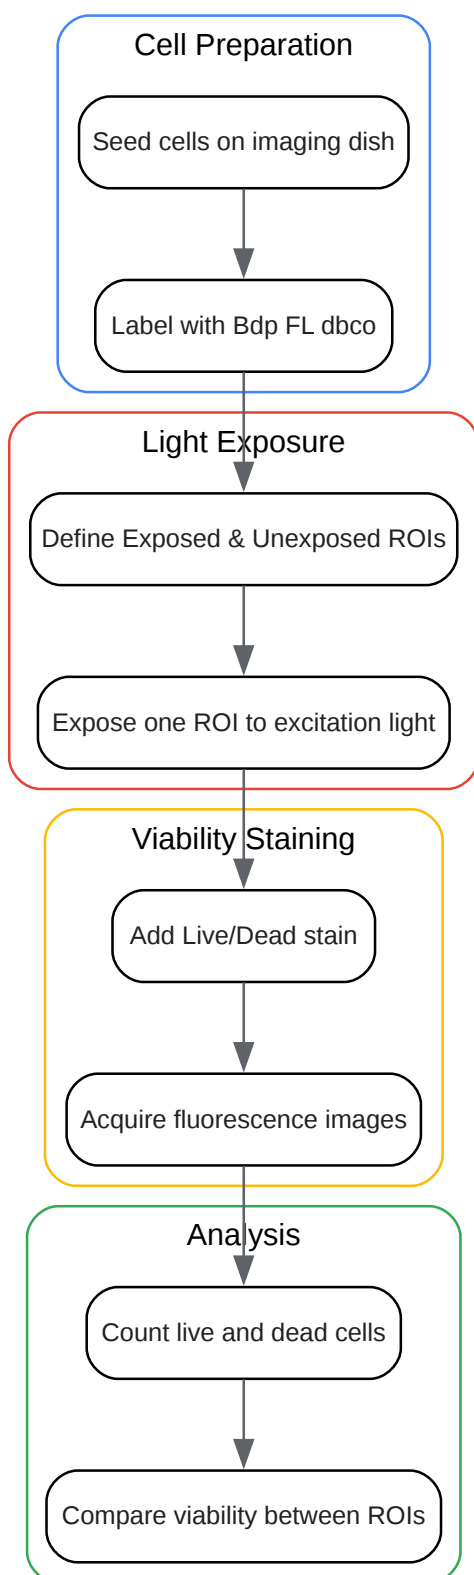 Cell Preparation
Seed cells on imaging dish
Label with Bdp FL dbco
Light Exposure
Define Exposed & Unexposed ROIs
Expose one ROI to excitation light
Viability Staining
Add Live/Dead stain
Acquire fluorescence images
Analysis
Count live and dead cells
Compare viability between ROIs